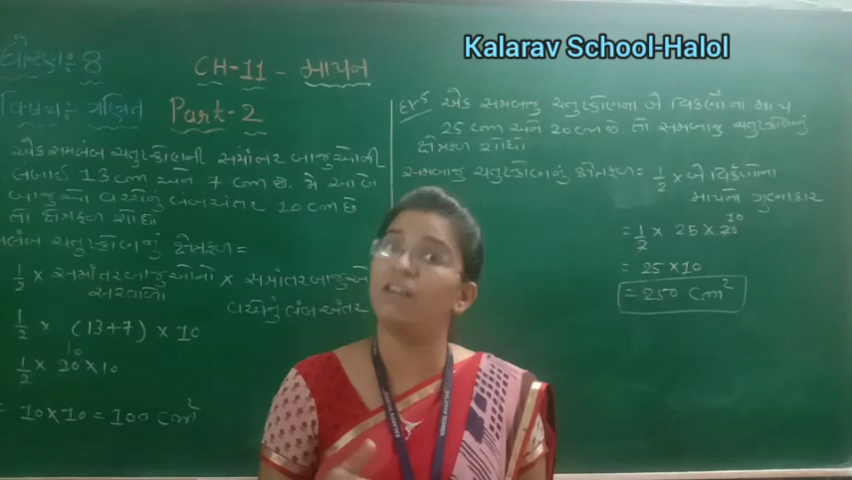 Kalarav School-Halol
ધોરણ: 8
CH-11 - માપન
વિષય: ગણિત
Part-2
એક સમલંબ ચતુષ્કોણની સમાંતર બાજુઓની
લંબાઈ 13 cm અને 7 cm છે. જો આ બે
બાજુઓ વચ્ચેનું લંબઅંતર 10 cm છે
તો ક્ષેત્રફળ શોધો
લંબ ચતુષ્કોણનું ક્ષેત્રફળ =
1/2 × સમાંતર બાજુઓનો સરવાળો × સમાંતર બાજુઓ વચ્ચેનું લંબઅંતર
1/2 × (13+7) × 10
10
1/2 × 20 × 10
= 10×10 = 100 cm²
એક સમબાજુ ચતુષ્કોણના બે વિકર્ણોના માપ
25 cm અને 20 cm છે. તો સમબાજુ ચતુષ્કોણનું
ક્ષેત્રફળ શોધો
સમબાજુ ચતુષ્કોણનું ક્ષેત્રફળ = 1/2 × બે વિકર્ણોના
માપનો ગુણાકાર
10
= 1/2 × 25 × 20
= 25 × 10
= 250 cm²